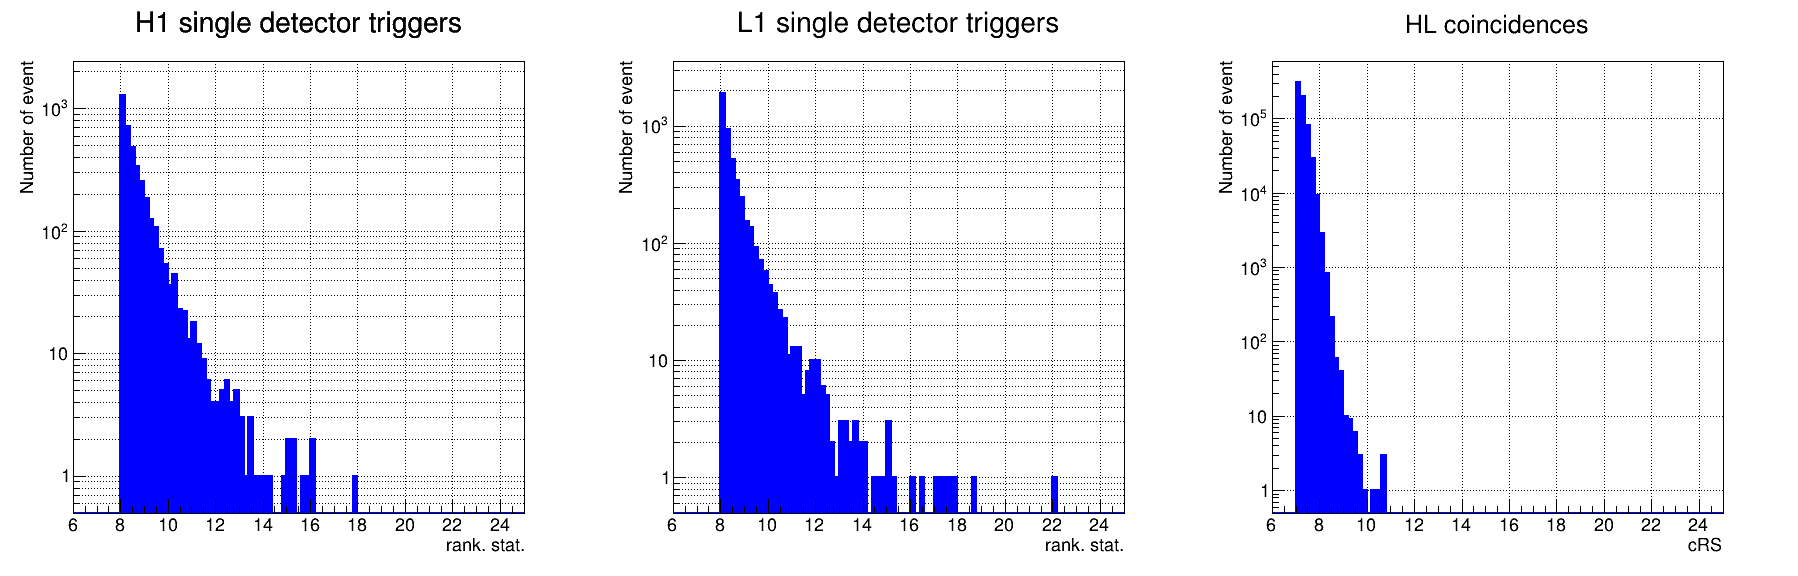 H1 single detector triggers
Number of event
10³
10²
10
1
6 8 10 12 14 16 18 20 22 24
rank. stat.
L1 single detector triggers
Number of event
10³
10²
10
1
6 8 10 12 14 16 18 20 22 24
rank. stat.
HL coincidences
Number of event
10⁵
10⁴
10³
10²
10
1
6 8 10 12 14 16 18 20 22 24
cRS